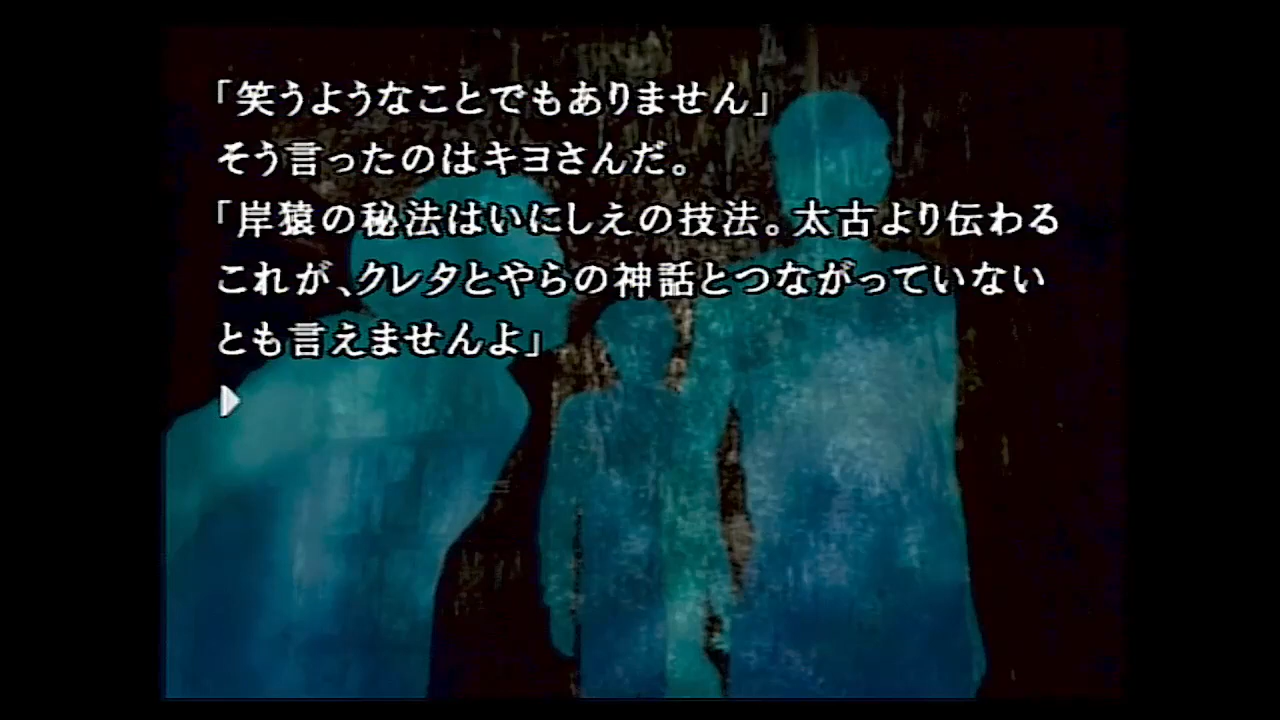 「笑うようなことでもありません」
そう言ったのはキヨさんだ。
「岸猿の秘法はいにしえの技法。太古より伝わる
これが、クレタとやらの神話とつながっていない
とも言えませんよ」